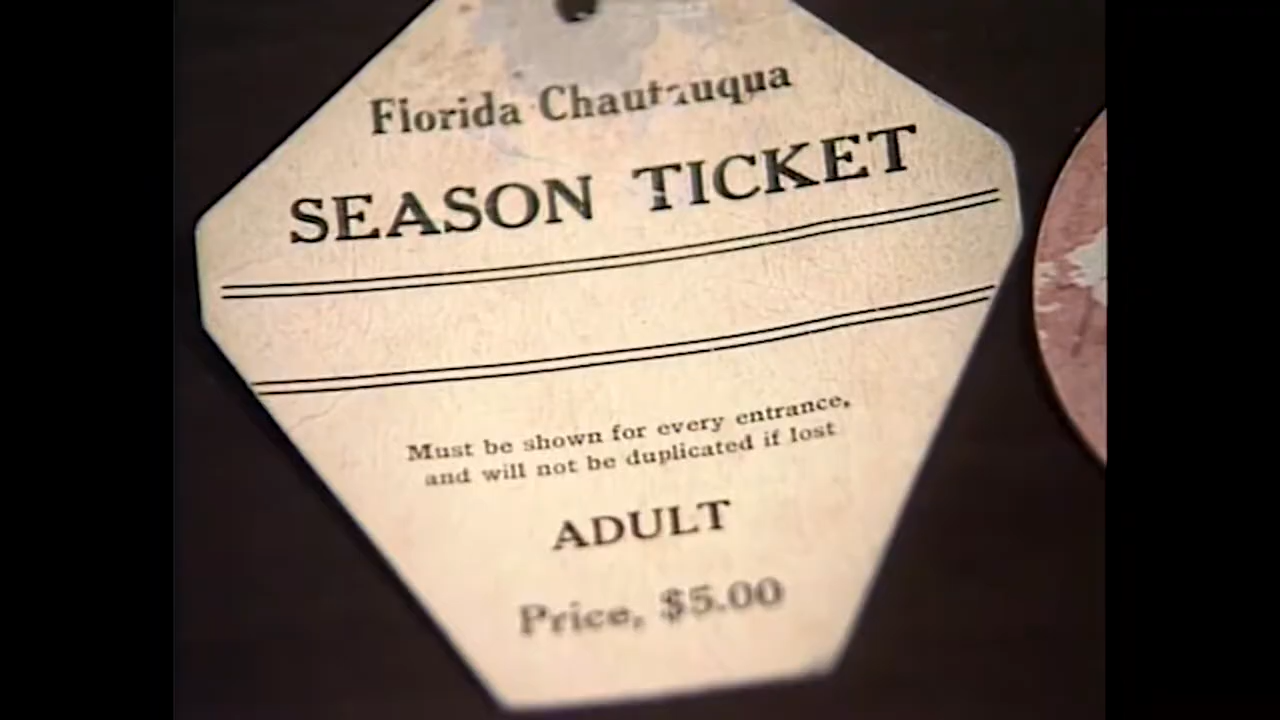 Florida Chautauqua
SEASON TICKET
Must be shown for every entrance,
and will not be duplicated if lost
ADULT
Price, $5.00